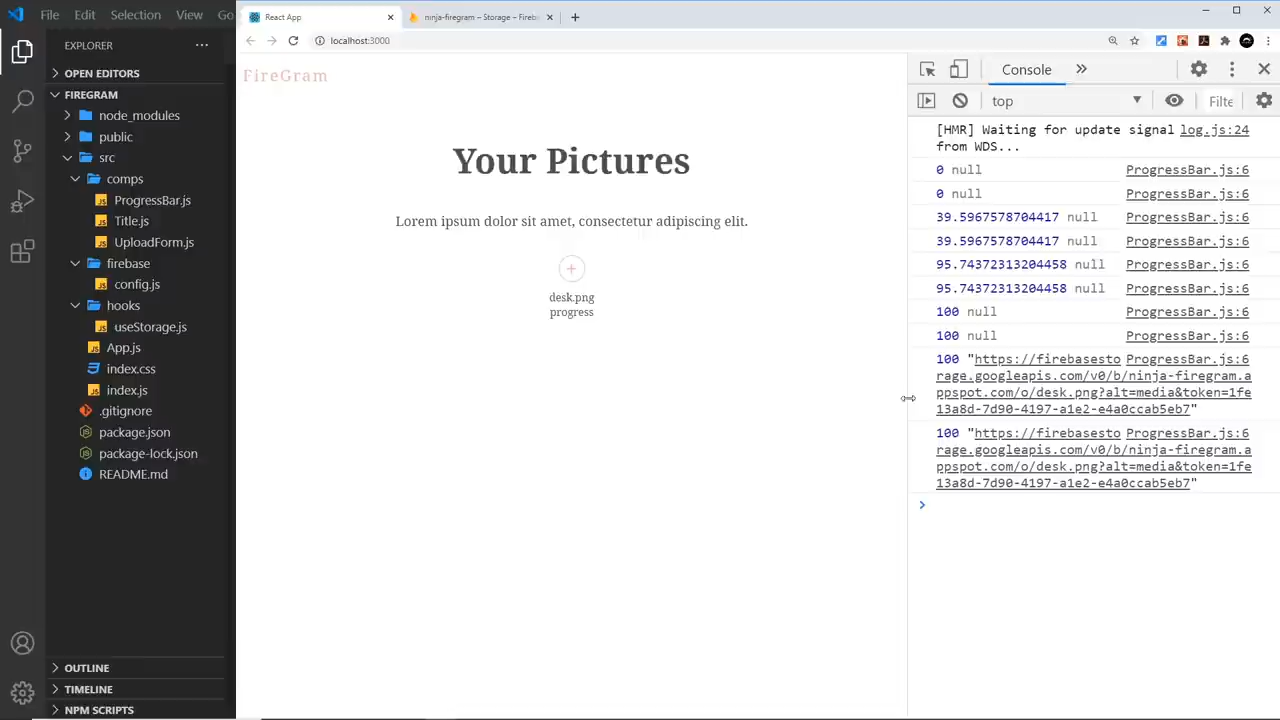 File Edit Selection View Go
EXPLORER
OPEN EDITORS
FIREGRAM
node_modules
public
src
comps
ProgressBar.js
Title.js
UploadForm.js
firebase
config.js
hooks
useStorage.js
App.js
index.css
index.js
.gitignore
package.json
package-lock.json
README.md
OUTLINE
TIMELINE
NPM SCRIPTS
React App
ninja-firegram – Storage – Fireb
localhost:3000
FireGram
Your Pictures
Lorem ipsum dolor sit amet, consectetur adipiscing elit.
+
desk.png
progress
Console
top
Filte
[HMR] Waiting for update signal log.js:24
from WDS...
0 null ProgressBar.js:6
0 null ProgressBar.js:6
39.5967578704417 null ProgressBar.js:6
39.5967578704417 null ProgressBar.js:6
95.74372313204458 null ProgressBar.js:6
95.74372313204458 null ProgressBar.js:6
100 null ProgressBar.js:6
100 null ProgressBar.js:6
100 "https://firebasesto ProgressBar.js:6
rage.googleapis.com/v0/b/ninja-firegram.a
ppspot.com/o/desk.png?alt=media&token=1fe
13a8d-7d90-4197-a1e2-e4a0ccab5eb7"
100 "https://firebasesto ProgressBar.js:6
rage.googleapis.com/v0/b/ninja-firegram.a
ppspot.com/o/desk.png?alt=media&token=1fe
13a8d-7d90-4197-a1e2-e4a0ccab5eb7"